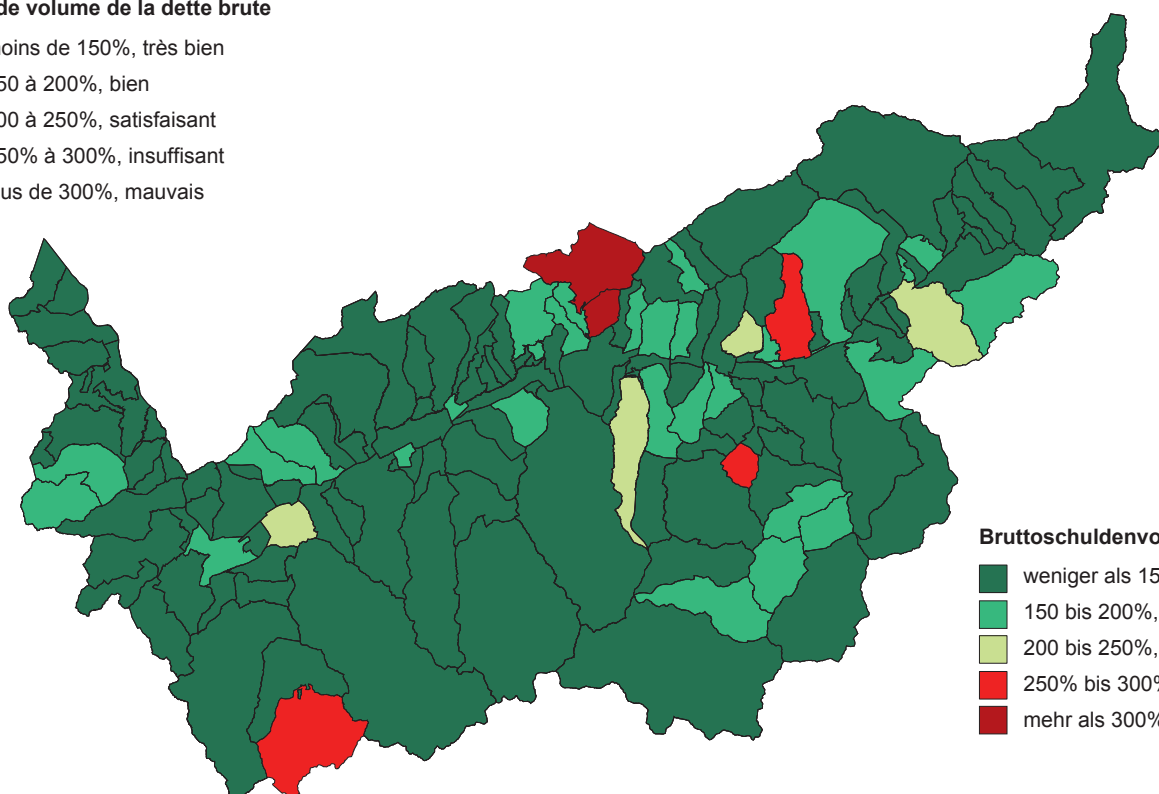 de volume de la dette brute
oins de 150%, très bien
50 à 200%, bien
00 à 250%, satisfaisant
50% à 300%, insuffisant
us de 300%, mauvais
Bruttoschuldenvo
weniger als 15
150 bis 200%,
200 bis 250%,
250% bis 300%
mehr als 300%